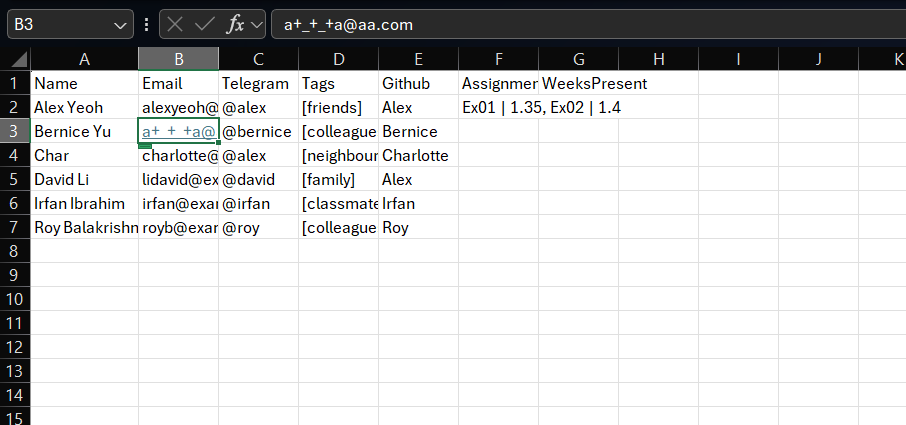 B3 fx a+_+_+a@aa.com
A B C D E F G H I J K
1 Name Email Telegram Tags Github Assignmer WeeksPresent
2 Alex Yeoh alexyeoh@ @alex [friends] Alex Ex01 | 1.35, Ex02 | 1.4
3 Bernice Yu a+_+_+a@ @bernice [colleague Bernice
4 Char charlotte@ @alex [neighbour Charlotte
5 David Li lidavid@ex @david [family] Alex
6 Irfan Ibrahim irfan@exar @irfan [classmate Irfan
7 Roy Balakrishn royb@exar @roy [colleague Roy
8
9
10
11
12
13
14
15